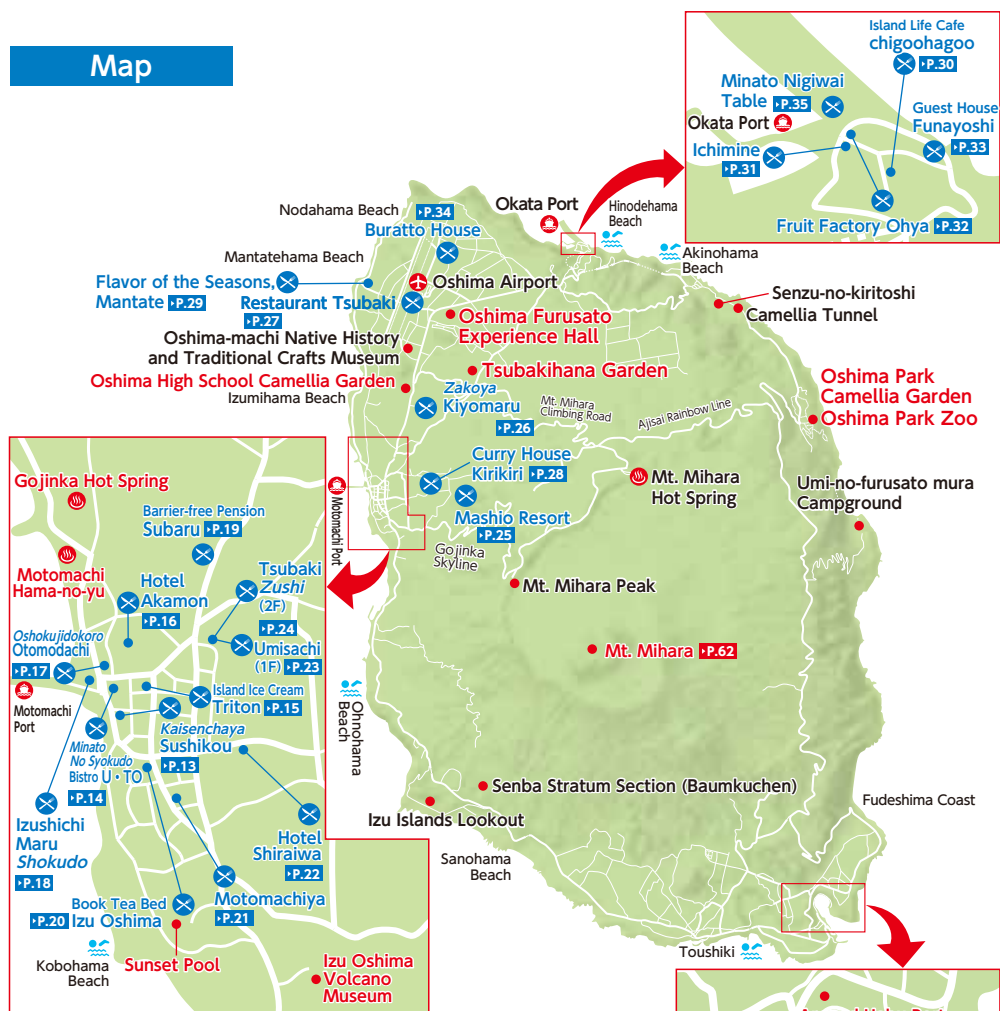 Map
Island Life Cafe
chigoohagoo
▸P.30
Minato Nigiwai
Table ▸P.35
Okata Port
Guest House
Funayoshi
▸P.33
Ichimine
▸P.31
Fruit Factory Ohya ▸P.32
Nodahama Beach
▸P.34
Buratto House
Okata Port
Hinodehama
Beach
Mantatehama Beach
Akinohama
Beach
Flavor of the Seasons,
Mantate ▸P.29
Oshima Airport
Restaurant Tsubaki
▸P.27
Senzu-no-kiritoshi
Camellia Tunnel
Oshima Furusato
Experience Hall
Oshima-machi Native History
and Traditional Crafts Museum
Tsubakihana Garden
Oshima High School Camellia Garden
Izumihama Beach
Zakoya
Kiyomaru
▸P.26
Mt. Mihara
Climbing Road
Ajisai Rainbow Line
Oshima Park
Camellia Garden
Oshima Park Zoo
Curry House
Kirikiri ▸P.28
Mt. Mihara
Hot Spring
Umi-no-furusato mura
Campground
Motomachi Port
Mashio Resort
▸P.25
Gojinka
Skyline
Mt. Mihara Peak
Mt. Mihara ▸P.62
Ohnohama
Beach
Senba Stratum Section (Baumkuchen)
Izu Islands Lookout
Fudeshima Coast
Sanohama
Beach
Toushiki
Gojinka Hot Spring
Barrier-free Pension
Subaru ▸P.19
Motomachi
Hama-no-yu
Hotel
Akamon
▸P.16
Tsubaki
Zushi
(2F)
▸P.24
Oshokujidokoro
Otomodachi
▸P.17
Umisachi
(1F) ▸P.23
Motomachi
Port
Island Ice Cream
Triton ▸P.15
Kaisenchaya
Sushikou
▸P.13
Minato
No Syokudo
Bistro U・TO
▸P.14
Izushichi
Maru
Shokudo
▸P.18
Hotel
Shiraiwa
▸P.22
Motomachiya
▸P.21
Book Tea Bed
▸P.20 Izu Oshima
Kobohama
Beach
Sunset Pool
Izu Oshima
Volcano
Museum